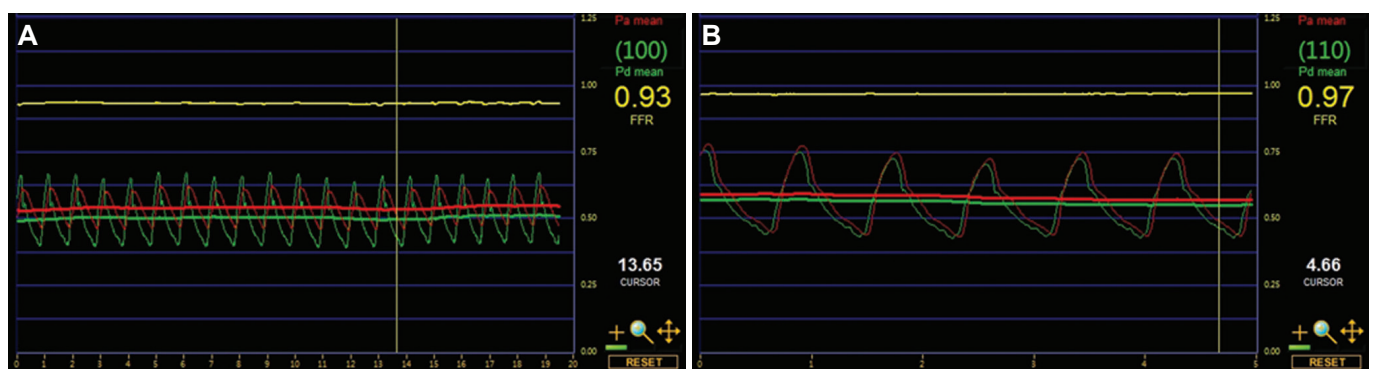 A
1.25
Pa mean
(100)
Pd mean
1.00
0.93
FFR
0.75
0.50
13.65
CURSOR
0.25
0.00
RESET
0 1 2 3 4 5 6 7 8 9 10 11 12 13 14 15 16 17 18 19 20
B
1.25
Pa mean
(110)
Pd mean
1.00
0.97
FFR
0.75
0.50
4.66
CURSOR
0.25
0.00
RESET
0 1 2 3 4 5